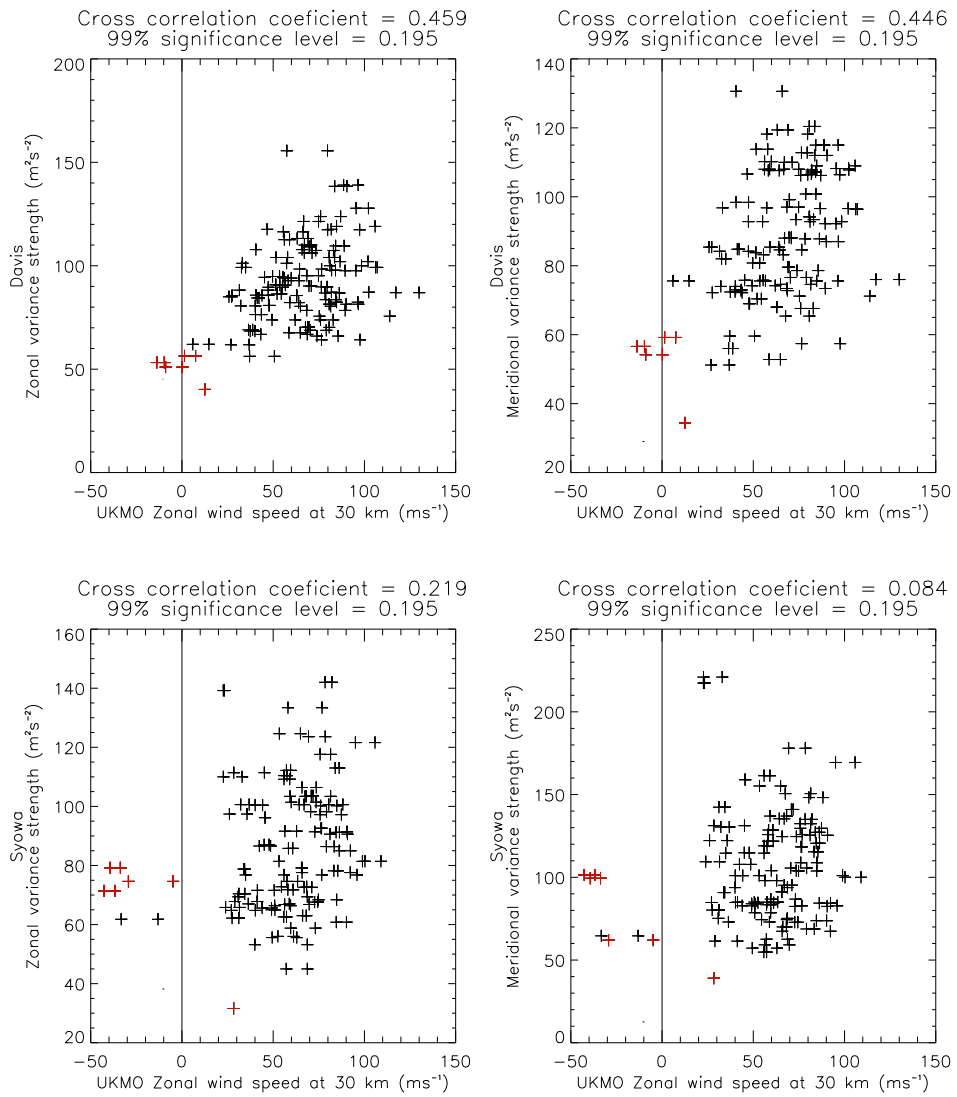 Cross correlation coeficient = 0.459
99% significance level = 0.195
200
150
100
50
0
Davis
Zonal variance strength (m²s⁻²)
-50 0 50 100 150
UKMO Zonal wind speed at 30 km (ms⁻¹)
Cross correlation coeficient = 0.446
99% significance level = 0.195
140
120
100
80
60
40
20
Davis
Meridional variance strength (m²s⁻²)
-50 0 50 100 150
UKMO Zonal wind speed at 30 km (ms⁻¹)
Cross correlation coeficient = 0.219
99% significance level = 0.195
160
140
120
100
80
60
40
20
Syowa
Zonal variance strength (m²s⁻²)
-50 0 50 100 150
UKMO Zonal wind speed at 30 km (ms⁻¹)
Cross correlation coeficient = 0.084
99% significance level = 0.195
250
200
150
100
50
0
Syowa
Meridional variance strength (m²s⁻²)
-50 0 50 100 150
UKMO Zonal wind speed at 30 km (ms⁻¹)